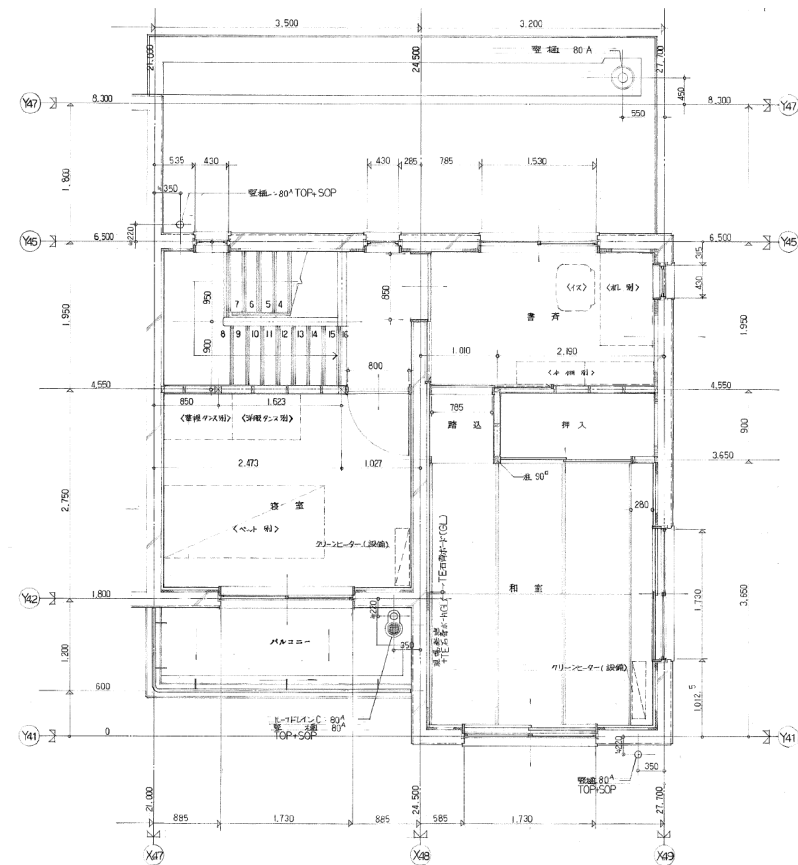 3,500
3,200
21,000
24,500
27,700
竪樋 80A
Y47
8,300
8,300
Y47
450
550
535
430
430
285
785
1,530
350
竪樋 80A TOP+SOP
1,800
220
Y45
6,500
6,500
Y45
315
430
850
950
7 6 5 4
〈イス〉
〈机 別〉
書 斉
1,950
1,950
8 9 10 11 12 13 14 15 16
900
1,010
2,190
800
〈本棚 別〉
4,550
4,550
850
1,623
785
〈整理タンス 別〉
〈洋服タンス 別〉
踏込
押入
900
3,650
2,473
1,027
柱 90
280
2,750
寝 室
〈ベット 別〉
クリーンヒーター(設備)
和 室
1,730
3,650
Y42
1,800
220
バルコニー
350
1,200
クリーンヒーター(設備)
600
1,012.5
ルーフドレインC 80A
竪 樋 80A
TOP+SOP
Y41
0
Y41
220
350
竪樋 80A
TOP+SOP
21,000
24,500
27,700
885
1,730
885
585
1,730
X47
X48
X49